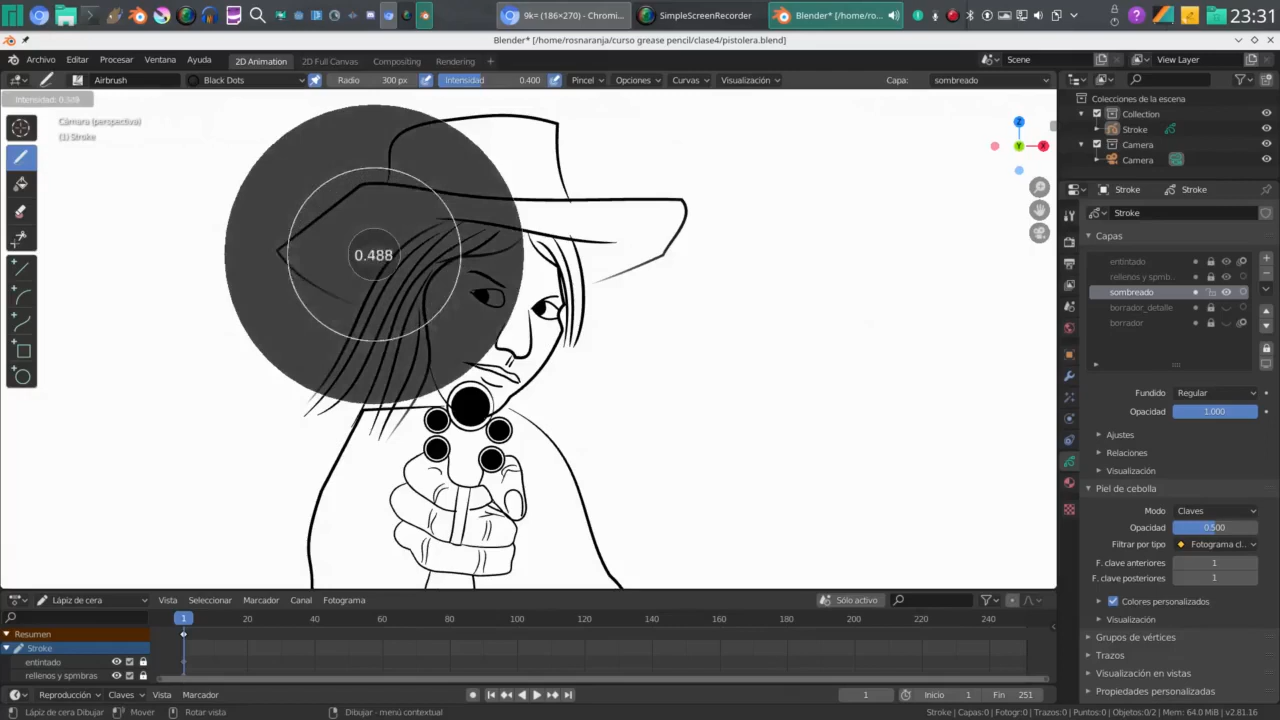 9k= (186×270) - Chromi...
SimpleScreenRecorder
Blender* [/home/ro...
23:31
Blender* [/home/rosnaranja/curso grease pencil/clase4/pistolera.blend]
Archivo Editar Procesar Ventana Ayuda
2D Animation 2D Full Canvas Compositing Rendering +
Scene
View Layer
Airbrush
Black Dots
Radio 300 px
Intensidad 0.400
Pincel Opciones Curvas Visualización
Capa: sombreado
Intensidad: 0.588
Cámara (perspectiva)
(1) Stroke
Z
Y
X
0.488
Colecciones de la escena
Collection
Stroke
Camera
Camera
Stroke Stroke
Stroke
Capas
entintado
rellenos y spmb...
sombreado
borrador_detalle
borrador
Fundido Regular
Opacidad 1.000
Ajustes
Relaciones
Visualización
Piel de cebolla
Modo Claves
Opacidad 0.500
Filtrar por tipo Fotograma cl...
F. clave anteriores 1
F. clave posteriores 1
Colores personalizados
Visualización
Grupos de vértices
Trazos
Visualización en vistas
Propiedades personalizadas
Lápiz de cera Vista Seleccionar Marcador Canal Fotograma
Sólo activo
1 20 40 60 80 100 120 140 160 180 200 220 240
Resumen
Stroke
entintado
rellenos y spmbras
Reproducción Claves Vista Marcador
1
Inicio 1
Fin 251
Lápiz de cera Dibujar Mover Rotar vista Dibujar - menú contextual
Stroke | Capas:0 | Fotogr:0 | Trazos:0 | Puntos:0 | Objetos:0/2 | Mem: 64.0 MiB | v2.81.16